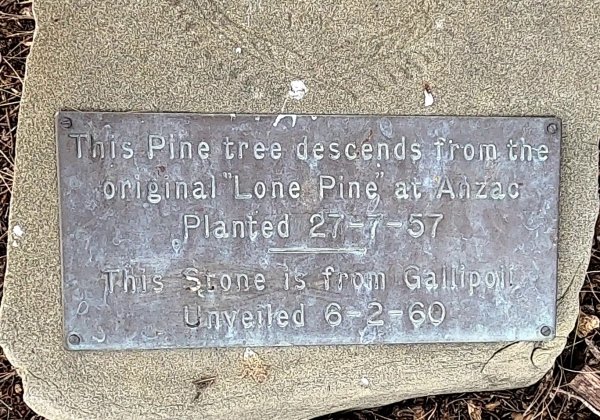 This Pine tree descends from the
original "Lone Pine" at Anzac
Planted 27-7-57
This Stone is from Gallipoli.
Unveiled 6-2-60